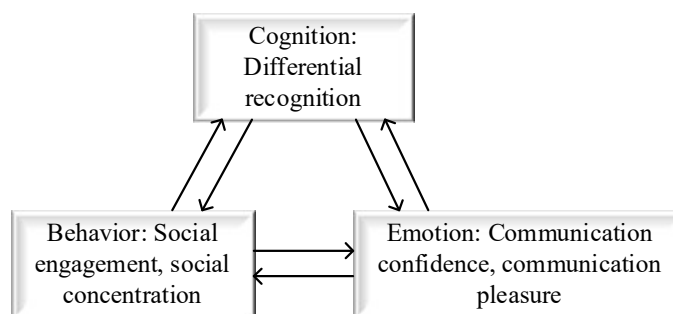 Cognition:
Differential
recognition
Behavior: Social
engagement, social
concentration
Emotion: Communication
confidence, communication
pleasure